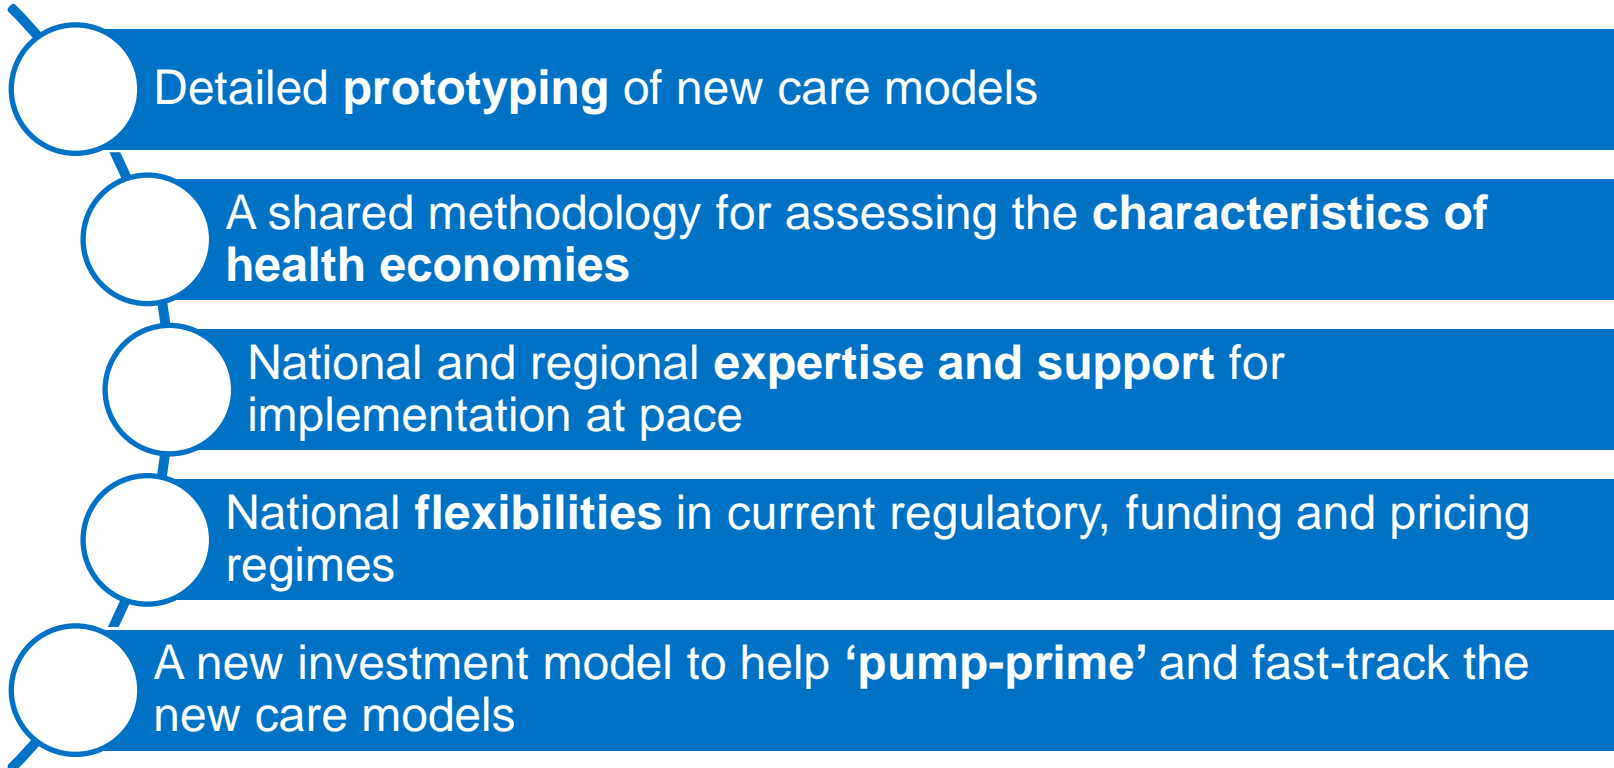 Detailed prototyping of new care models
A shared methodology for assessing the characteristics of
health economies
National and regional expertise and support for
implementation at pace
National flexibilities in current regulatory, funding and pricing
regimes
A new investment model to help ‘pump-prime’ and fast-track the
new care models